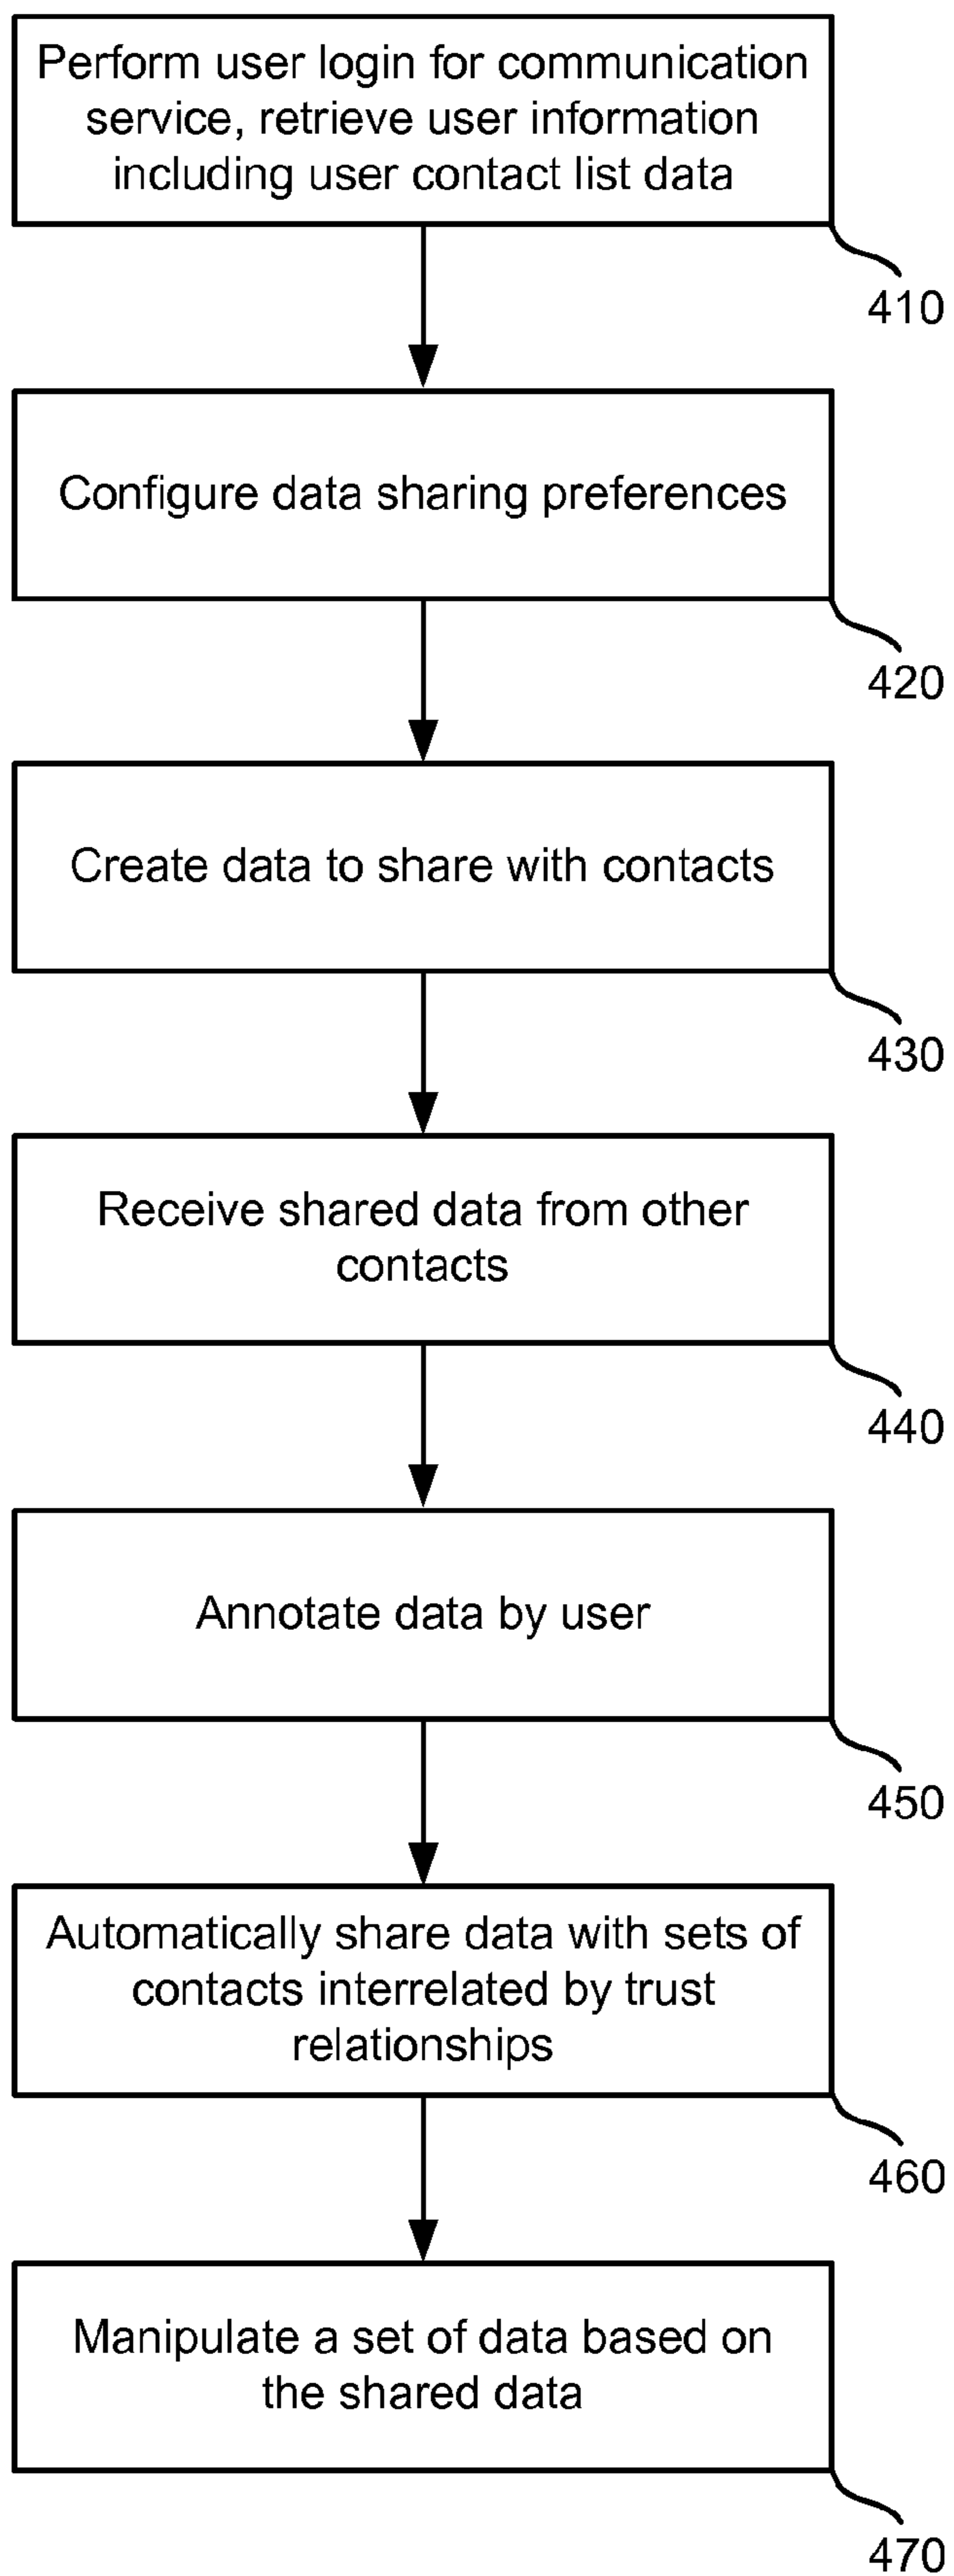 Perform user login for communication
service, retrieve user information
including user contact list data
410
Configure data sharing preferences
420
Create data to share with contacts
430
Receive shared data from other
contacts
440
Annotate data by user
450
Automatically share data with sets of
contacts interrelated by trust
relationships
460
Manipulate a set of data based on
the shared data
470